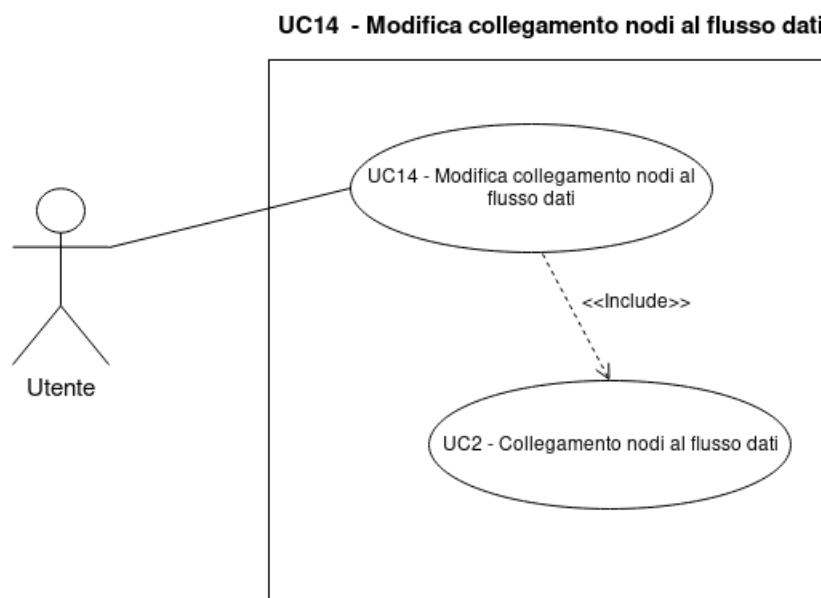 UC14 - Modifica collegamento nodi al flusso dati
UC14 - Modifica collegamento nodi al
flusso dati
<<Include>>
Utente
UC2 - Collegamento nodi al flusso dati